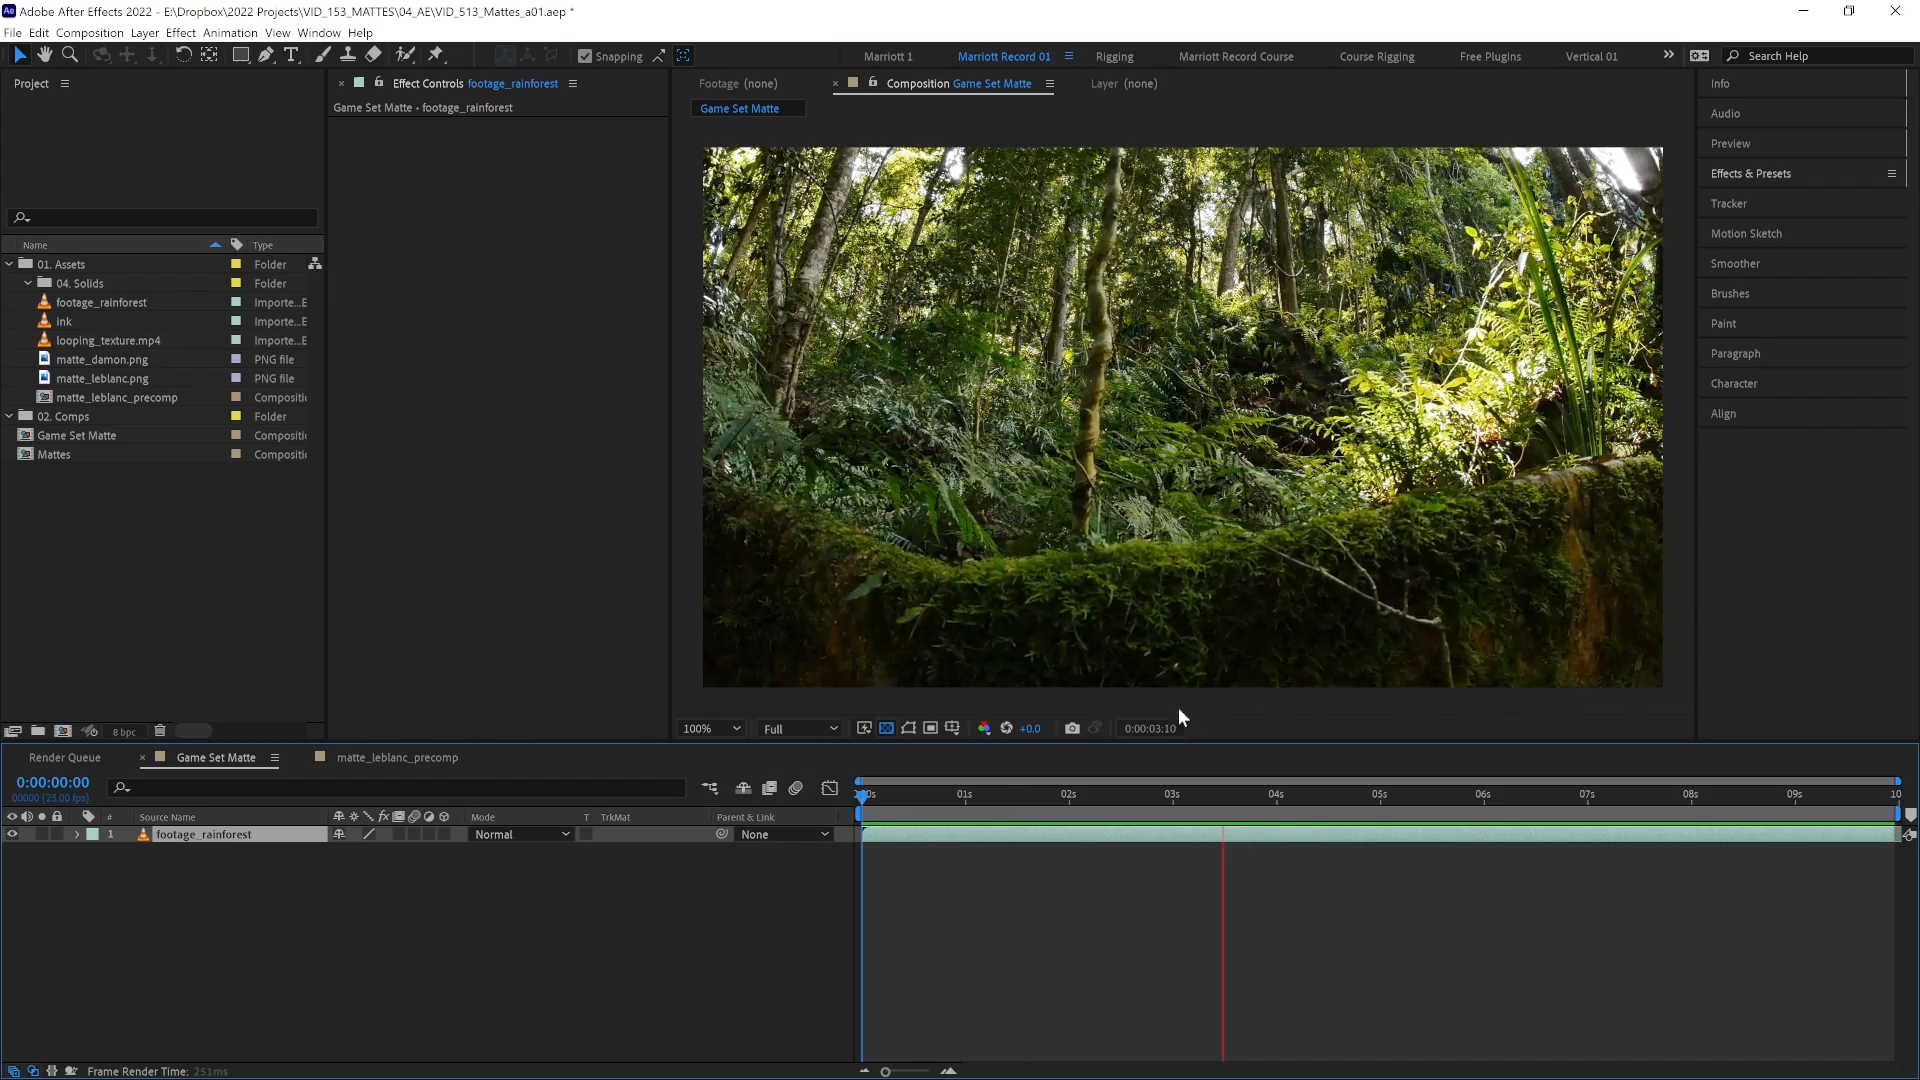 Adobe After Effects 2022 - E:\Dropbox\2022 Projects\VID_153_MATTES\04_AE\VID_513_Mattes_a01.aep *
File Edit Composition Layer Effect Animation View Window Help
Snapping
Marriott 1 Marriott Record 01 Rigging Marriott Record Course Course Rigging Free Plugins Vertical 01 Search Help
Project
Effect Controls footage_rainforest
Footage (none) Composition Game Set Matte Layer (none)
Info
Game Set Matte • footage_rainforest
Game Set Matte
Audio
Preview
Effects & Presets
Tracker
Motion Sketch
Smoother
Brushes
Paint
Paragraph
Character
Align
Name Type
01. Assets Folder
04. Solids Folder
footage_rainforest Importe...E
ink Importe...E
looping_texture.mp4 Importe...E
matte_damon.png PNG file
matte_leblanc.png PNG file
matte_leblanc_precomp Compositi
02. Comps Folder
Game Set Matte Compositi
Mattes Compositi
8 bpc
100% Full +0.0 0:00:03:10
Render Queue Game Set Matte matte_leblanc_precomp
0:00:00:00
00000 (25.00 fps)
01s 02s 03s 04s 05s 06s 07s 08s 09s 10
# Source Name Mode T TrkMat Parent & Link
1 footage_rainforest Normal None
Frame Render Time: 251ms